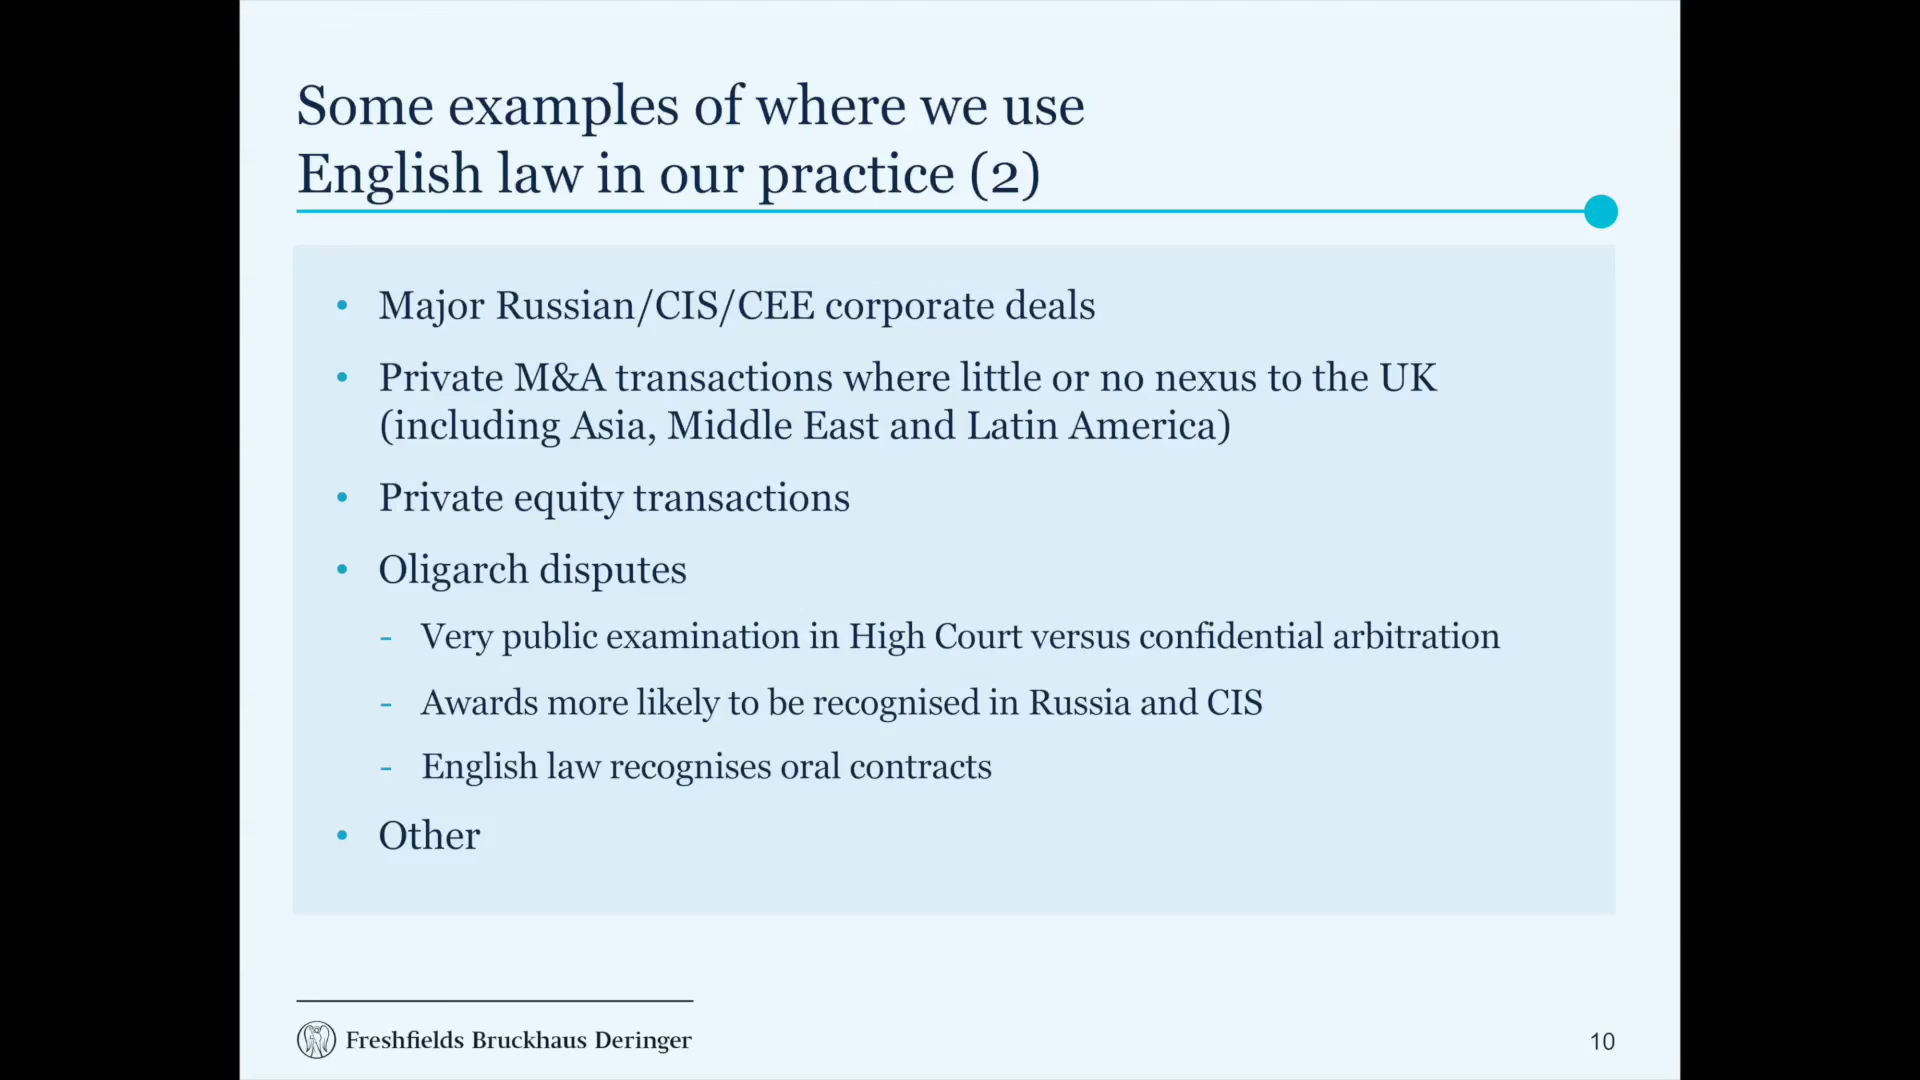 Some examples of where we use
English law in our practice (2)
• Major Russian/CIS/CEE corporate deals
• Private M&A transactions where little or no nexus to the UK
(including Asia, Middle East and Latin America)
• Private equity transactions
• Oligarch disputes
- Very public examination in High Court versus confidential arbitration
- Awards more likely to be recognised in Russia and CIS
- English law recognises oral contracts
• Other
Freshfields Bruckhaus Deringer
10